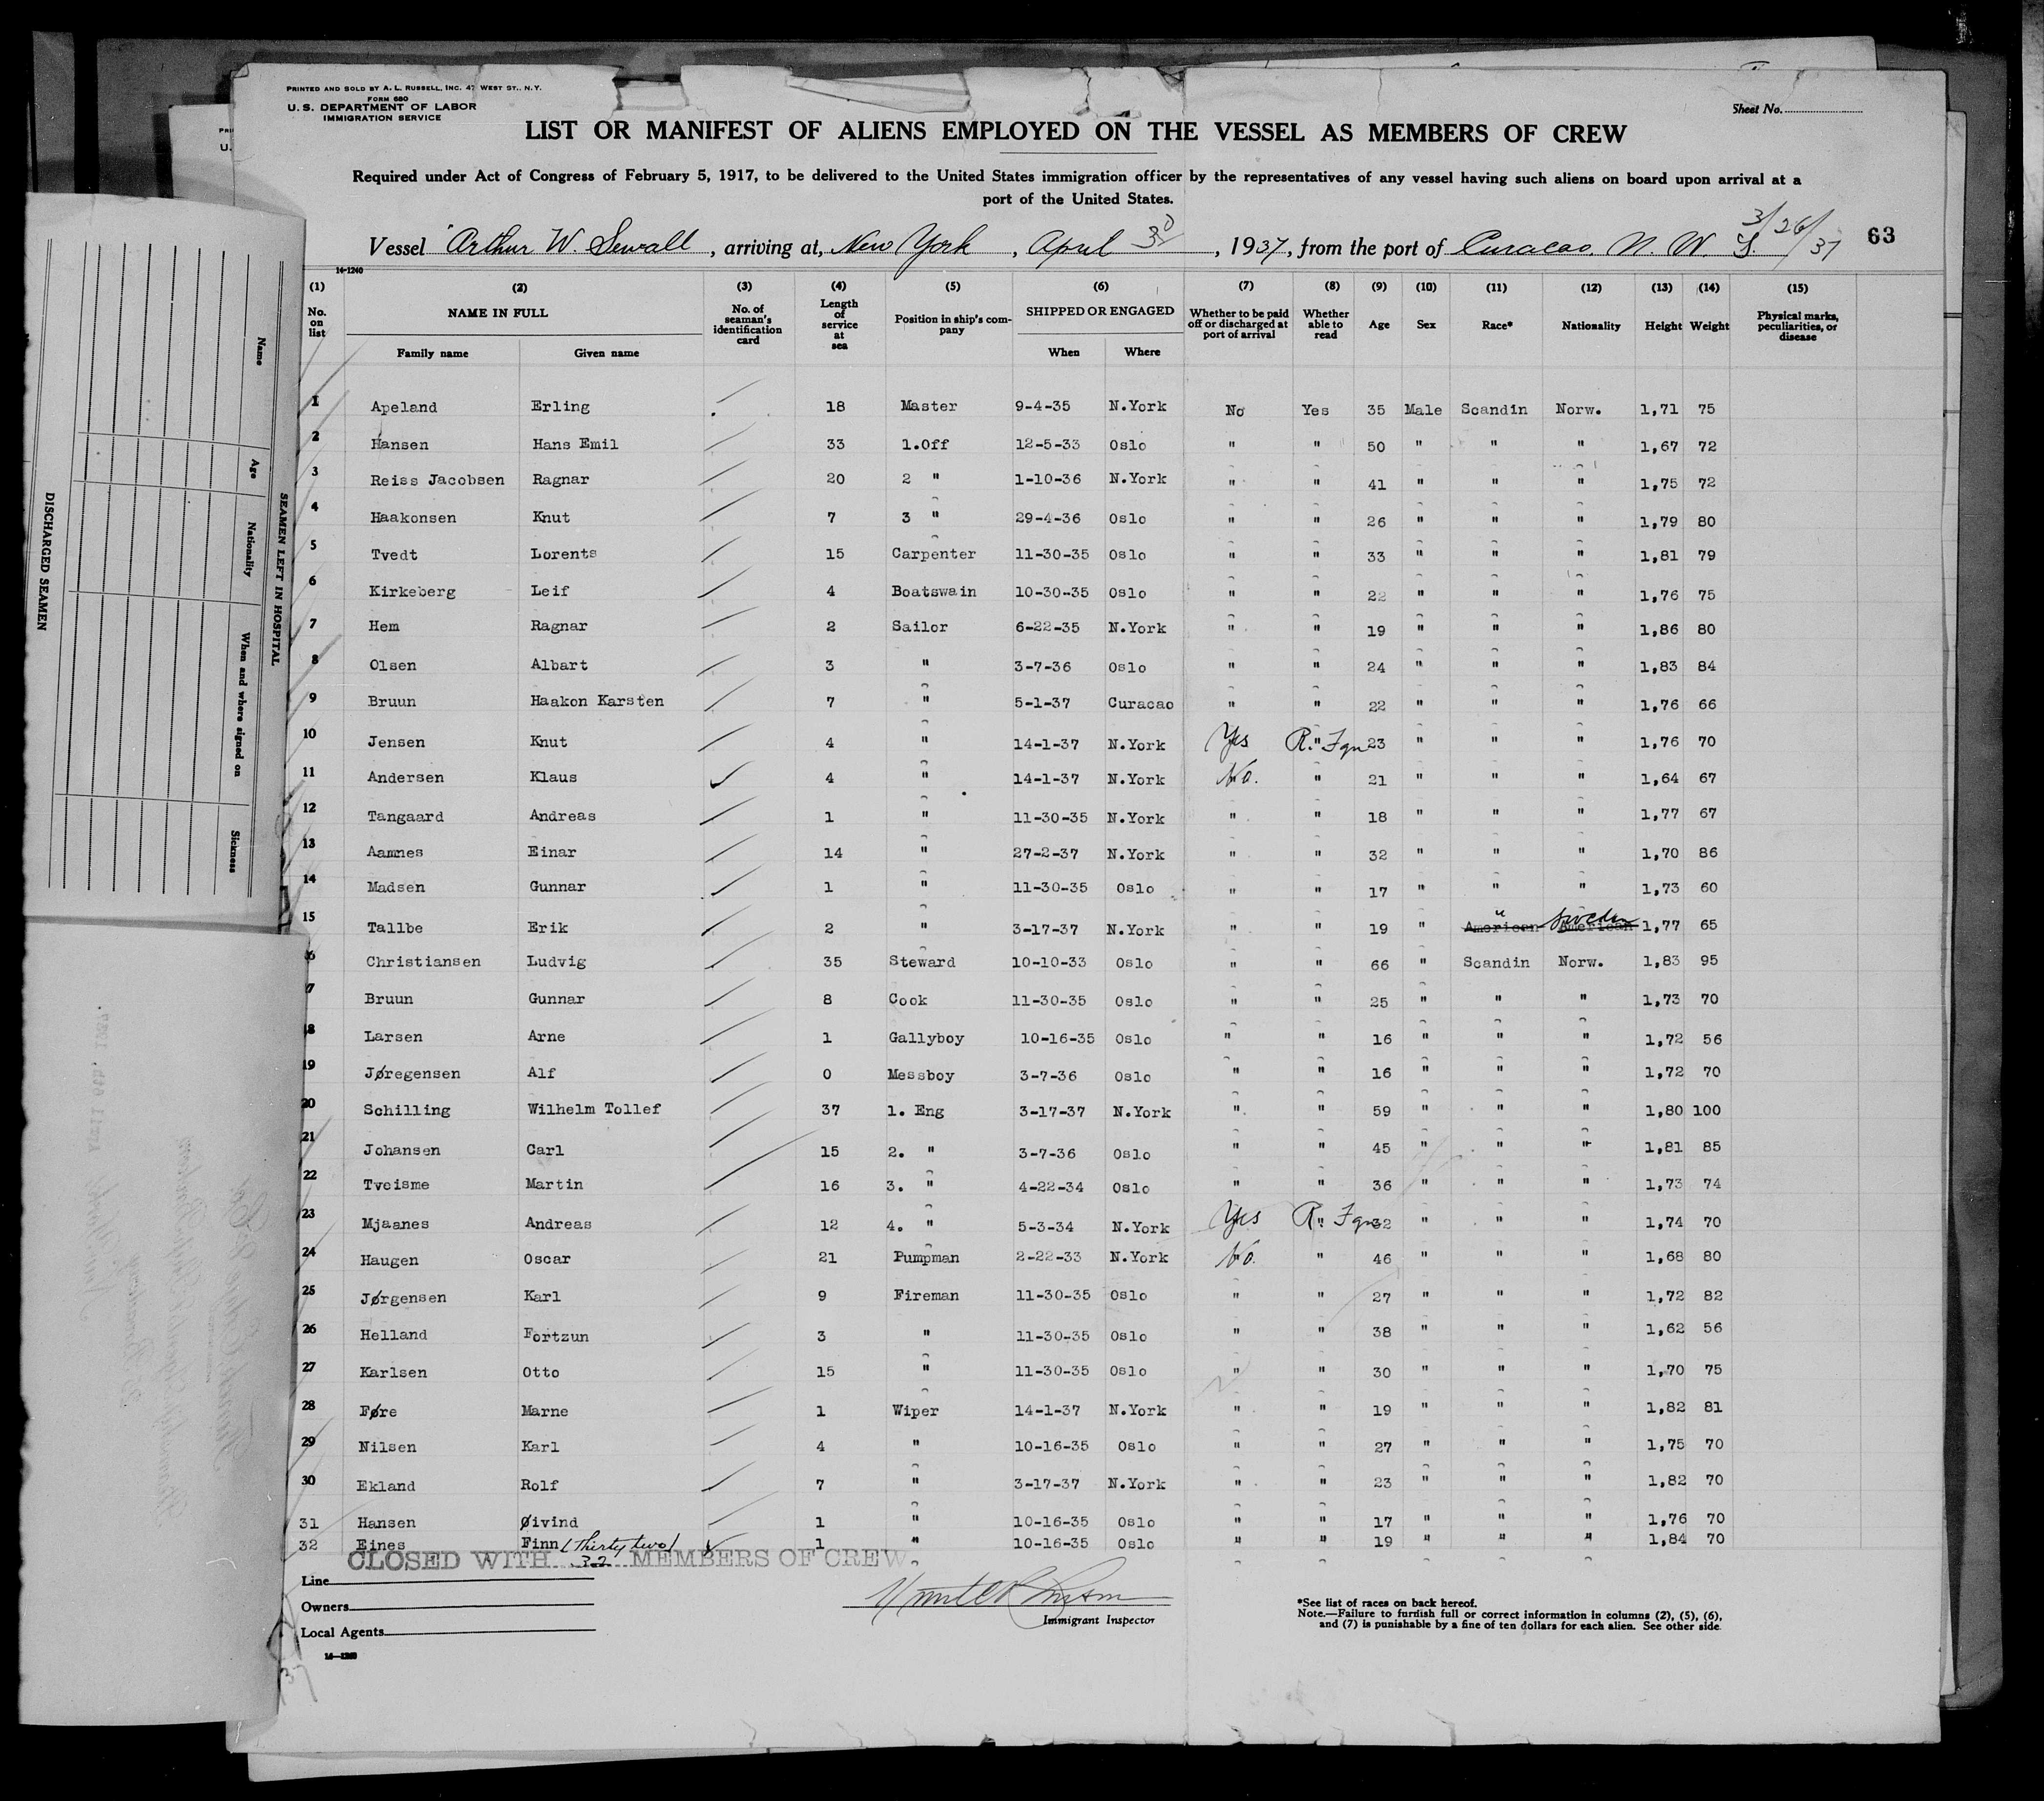 PRINTED AND SOLD BY A. L. RUSSELL, INC. 47 WEST ST., N.Y.
FORM 680
U. S. DEPARTMENT OF LABOR
IMMIGRATION SERVICE
Sheet No.
LIST OR MANIFEST OF ALIENS EMPLOYED ON THE VESSEL AS MEMBERS OF CREW
Required under Act of Congress of February 5, 1917, to be delivered to the United States immigration officer by the representatives of any vessel having such aliens on board upon arrival at a
port of the United States.
Vessel Arthur W. Sewall, arriving at, New York, April 3d, 1937, from the port of Curacao, N. W. 3/26/37 63
14-1240
(1) (2) (3) (4) (5) (6) (7) (8) (9) (10) (11) (12) (13) (14) (15)
No. on list NAME IN FULL Family name Given name No. of seaman's identification card Length of service at sea Position in ship's company SHIPPED OR ENGAGED When Where Whether to be paid off or discharged at port of arrival Whether able to read Age Sex Race* Nationality Height Weight Physical marks, peculiarities, or disease
1 Apeland Erling 18 Master 9-4-35 N.York No Yes 35 Male Scandin Norw. 1,71 75
2 Hansen Hans Emil 33 1.Off 12-5-33 Oslo " " 50 " " " 1,67 72
3 Reiss Jacobsen Ragnar 20 2 " 1-10-36 N.York " " 41 " " " 1,75 72
4 Haakonsen Knut 7 3 " 29-4-36 Oslo " " 26 " " " 1,79 80
5 Tvedt Lorents 15 Carpenter 11-30-35 Oslo " " 33 " " " 1,81 79
6 Kirkeberg Leif 4 Boatswain 10-30-35 Oslo " " 22 " " " 1,76 75
7 Hem Ragnar 2 Sailor 6-22-35 N.York " " 19 " " " 1,86 80
8 Olsen Albart 3 " 3-7-36 Oslo " " 24 " " " 1,83 84
9 Bruun Haakon Karsten 7 " 5-1-37 Curacao " " 22 " " " 1,76 66
10 Jensen Knut 4 " 14-1-37 N.York Yes R. " Fgn 23 " " " 1,76 70
11 Andersen Klaus 4 " 14-1-37 N.York No. " 21 " " " 1,64 67
12 Tangaard Andreas 1 " 11-30-35 N.York " " 18 " " " 1,77 67
13 Aamnes Einar 14 " 27-2-37 N.York " " 32 " " " 1,70 86
14 Madsen Gunnar 1 " 11-30-35 Oslo " " 17 " " " 1,73 60
15 Tallbe Erik 2 " 3-17-37 N.York " " 19 " American " American Sweden 1,77 65
16 Christiansen Ludvig 35 Steward 10-10-33 Oslo " " 66 " Scandin Norw. 1,83 95
17 Bruun Gunnar 8 Cook 11-30-35 Oslo " " 25 " " " 1,73 70
18 Larsen Arne 1 Gallyboy 10-16-35 Oslo " " 16 " " " 1,72 56
19 Jøregensen Alf 0 Messboy 3-7-36 Oslo " " 16 " " " 1,72 70
20 Schilling Wilhelm Tollef 37 1. Eng 3-17-37 N.York " " 59 " " " 1,80 100
21 Johansen Carl 15 2. " 3-7-36 Oslo " " 45 " " " 1,81 85
22 Tveisme Martin 16 3. " 4-22-34 Oslo " " 36 " " " 1,73 74
23 Mjaanes Andreas 12 4. " 5-3-34 N.York Yes R. " Fgn 32 " " " 1,74 70
24 Haugen Oscar 21 Pumpman 2-22-33 N.York No. " 46 " " " 1,68 80
25 Jørgensen Karl 9 Fireman 11-30-35 Oslo " " 27 " " " 1,72 82
26 Helland Fortzun 3 " 11-30-35 Oslo " " 38 " " " 1,62 56
27 Karlsen Otto 15 " 11-30-35 Oslo " " 30 " " " 1,70 75
28 Føre Marne 1 Wiper 14-1-37 N.York " " 19 " " " 1,82 81
29 Nilsen Karl 4 " 10-16-35 Oslo " " 27 " " " 1,75 70
30 Ekland Rolf 7 " 3-17-37 N.York " " 23 " " " 1,82 70
31 Hansen Øivind 1 " 10-16-35 Oslo " " 17 " " " 1,76 70
32 Eines Finn (Thirty two) 1 " 10-16-35 Oslo " " 19 " " " 1,84 70
CLOSED WITH 32 MEMBERS OF CREW
Line
Owners
Local Agents
Immigrant Inspector
*See list of races on back hereof.
Note.—Failure to furnish full or correct information in columns (2), (5), (6),
and (7) is punishable by a fine of ten dollars for each alien. See other side.
SEAMEN LEFT IN HOSPITAL
Name Age Nationality When and where signed on Sickness
DISCHARGED SEAMEN